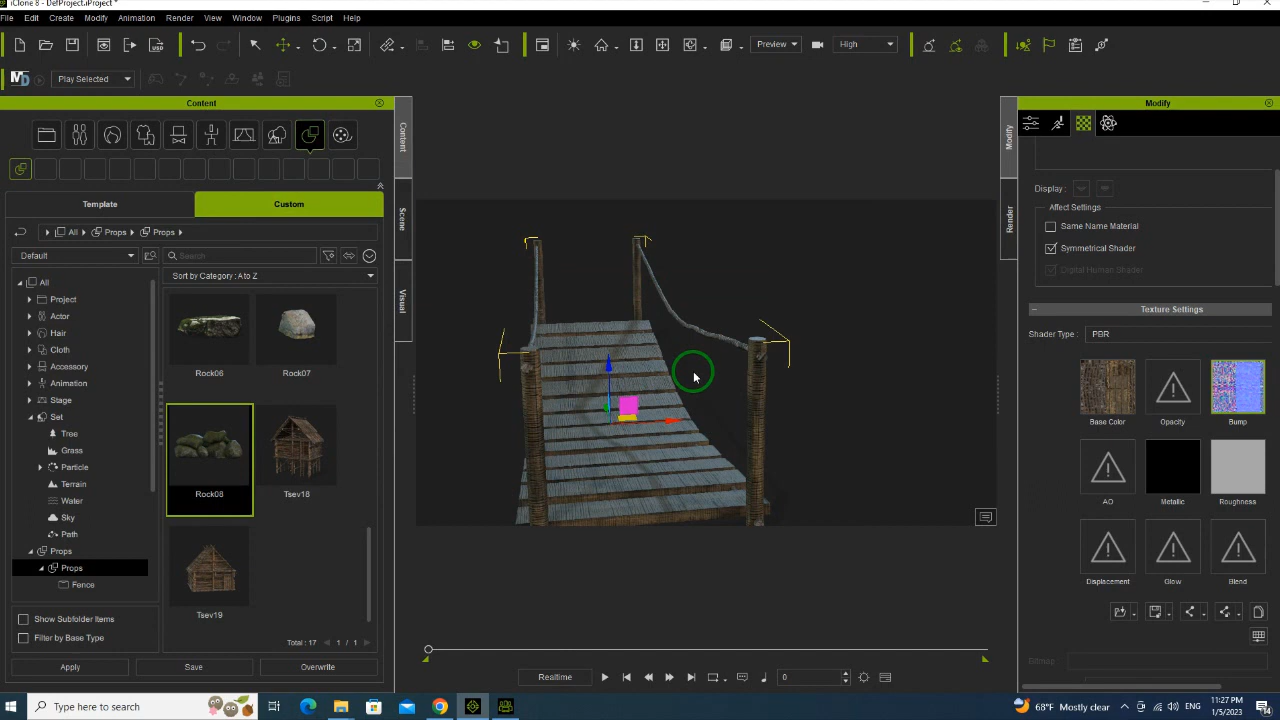 iClone 8 - DefProject.iProject *
File Edit Create Modify Animation Render View Window Plugins Script Help
Preview High
Play Selected
Content Modify
Content
Scene
Visual
Modify
Render
Template Custom
All Props Props
Default Search
Sort by Category : A to Z
All
Project
Actor
Hair
Cloth
Accessory
Animation
Stage
Set
Tree
Grass
Particle
Terrain
Water
Sky
Path
Props
Props
Fence
Rock06 Rock07
Rock08 Tsev18
Tsev19
Show Subfolder Items
Filter by Base Type
Total : 17 1 / 1
Apply Save Overwrite
Display:
Affect Settings
Same Name Material
Symmetrical Shader
Digital Human Shader
Texture Settings
Shader Type : PBR
Base Color Opacity Bump
AO Metallic Roughness
Displacement Glow Blend
Bitmap:
Realtime 0
Type here to search
68°F Mostly clear ENG
11:27 PM
1/5/2023
14